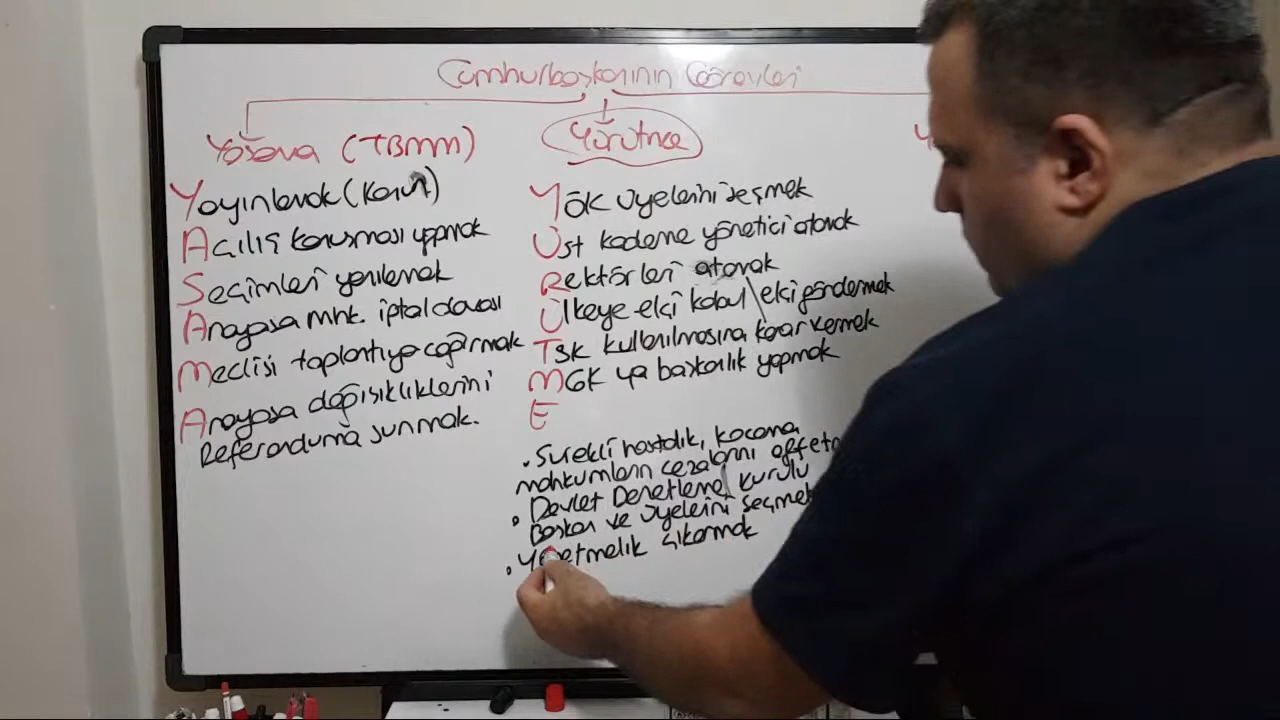 Cumhurbaşkanının Görevleri
Yasama (TBMM)
Yayınlamak (Kanun)
Açılış konuşması yapmak
Seçimleri yenilemek
Anayasa mhk. iptal davası
Meclisi toplantıya çağırmak
Anayasa değişikliklerini
Referanduma sunmak.
Yürütme
YÖK üyelerini seçmek
Üst kademe yönetici atamak
Rektörleri atamak
Ülkeye elçi kabul / elçi göndermek
Tsk kullanılmasına karar vermek
MGK ya başkanlık yapmak
E
. Sürekli hastalık, kocama
mahkumların cezalarını affetm
. Devlet Denetleme Kurulu
Başkan ve üyelerini seçmek
. Yönetmelik çıkarmak
Y